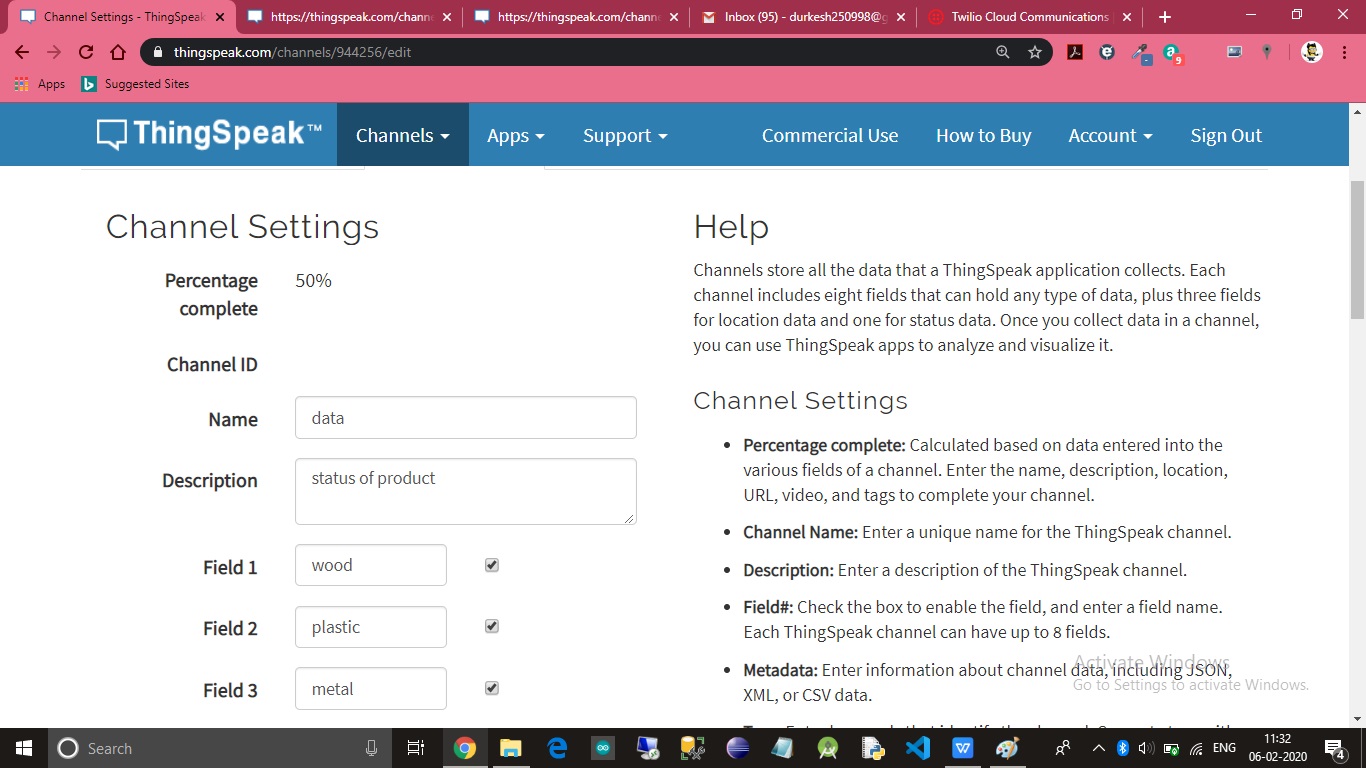 Channel Settings - ThingSpeak
https://thingspeak.com/chann
https://thingspeak.com/chann
Inbox (95) - durkesh250998@g
Twilio Cloud Communications
thingspeak.com/channels/944256/edit
9
Apps
Suggested Sites
ThingSpeak™
Channels
Apps
Support
Commercial Use
How to Buy
Account
Sign Out
Channel Settings
Percentage
complete
50%
Channel ID
Name
data
Description
status of product
Field 1
wood
Field 2
plastic
Field 3
metal
Help
Channels store all the data that a ThingSpeak application collects. Each
channel includes eight fields that can hold any type of data, plus three fields
for location data and one for status data. Once you collect data in a channel,
you can use ThingSpeak apps to analyze and visualize it.
Channel Settings
• Percentage complete: Calculated based on data entered into the
various fields of a channel. Enter the name, description, location,
URL, video, and tags to complete your channel.
• Channel Name: Enter a unique name for the ThingSpeak channel.
• Description: Enter a description of the ThingSpeak channel.
• Field#: Check the box to enable the field, and enter a field name.
Each ThingSpeak channel can have up to 8 fields.
• Metadata: Enter information about channel data, including JSON,
XML, or CSV data.
Activate Windows
Go to Settings to activate Windows.
Search
ENG
11:32
06-02-2020
4